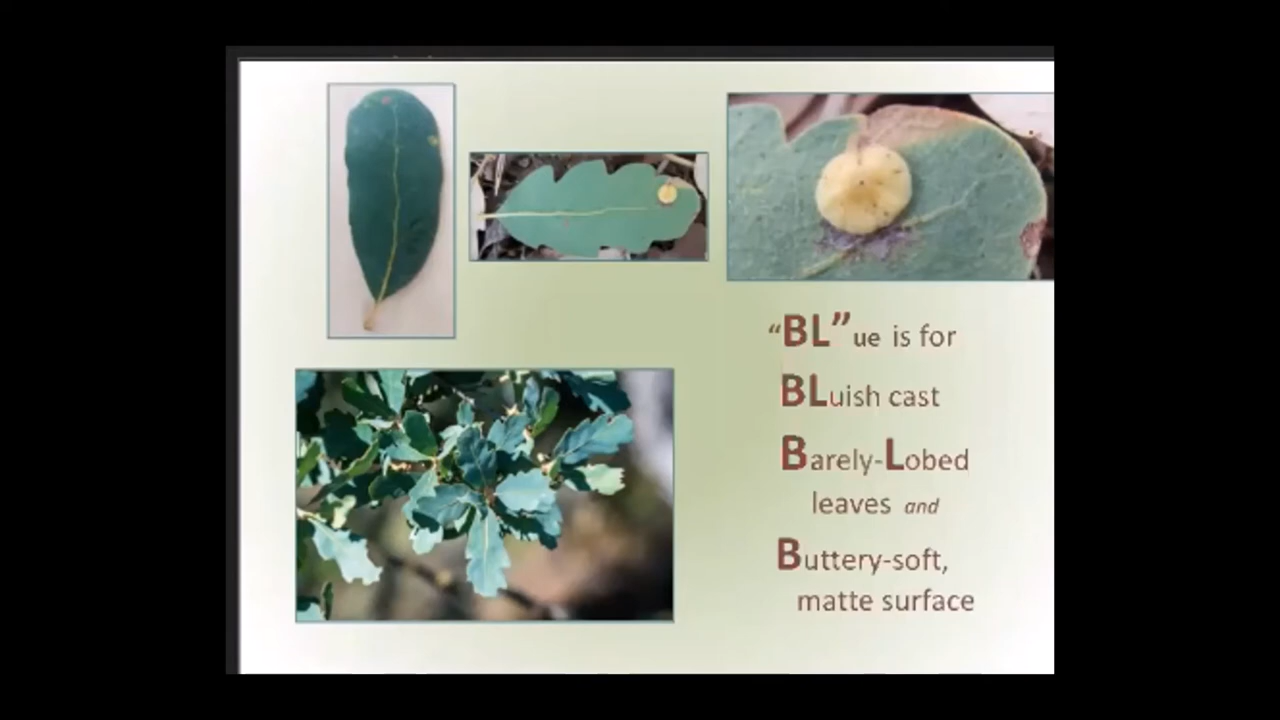 “BL”ue is for
BLuish cast
Barely-Lobed
leaves and
Buttery-soft,
matte surface